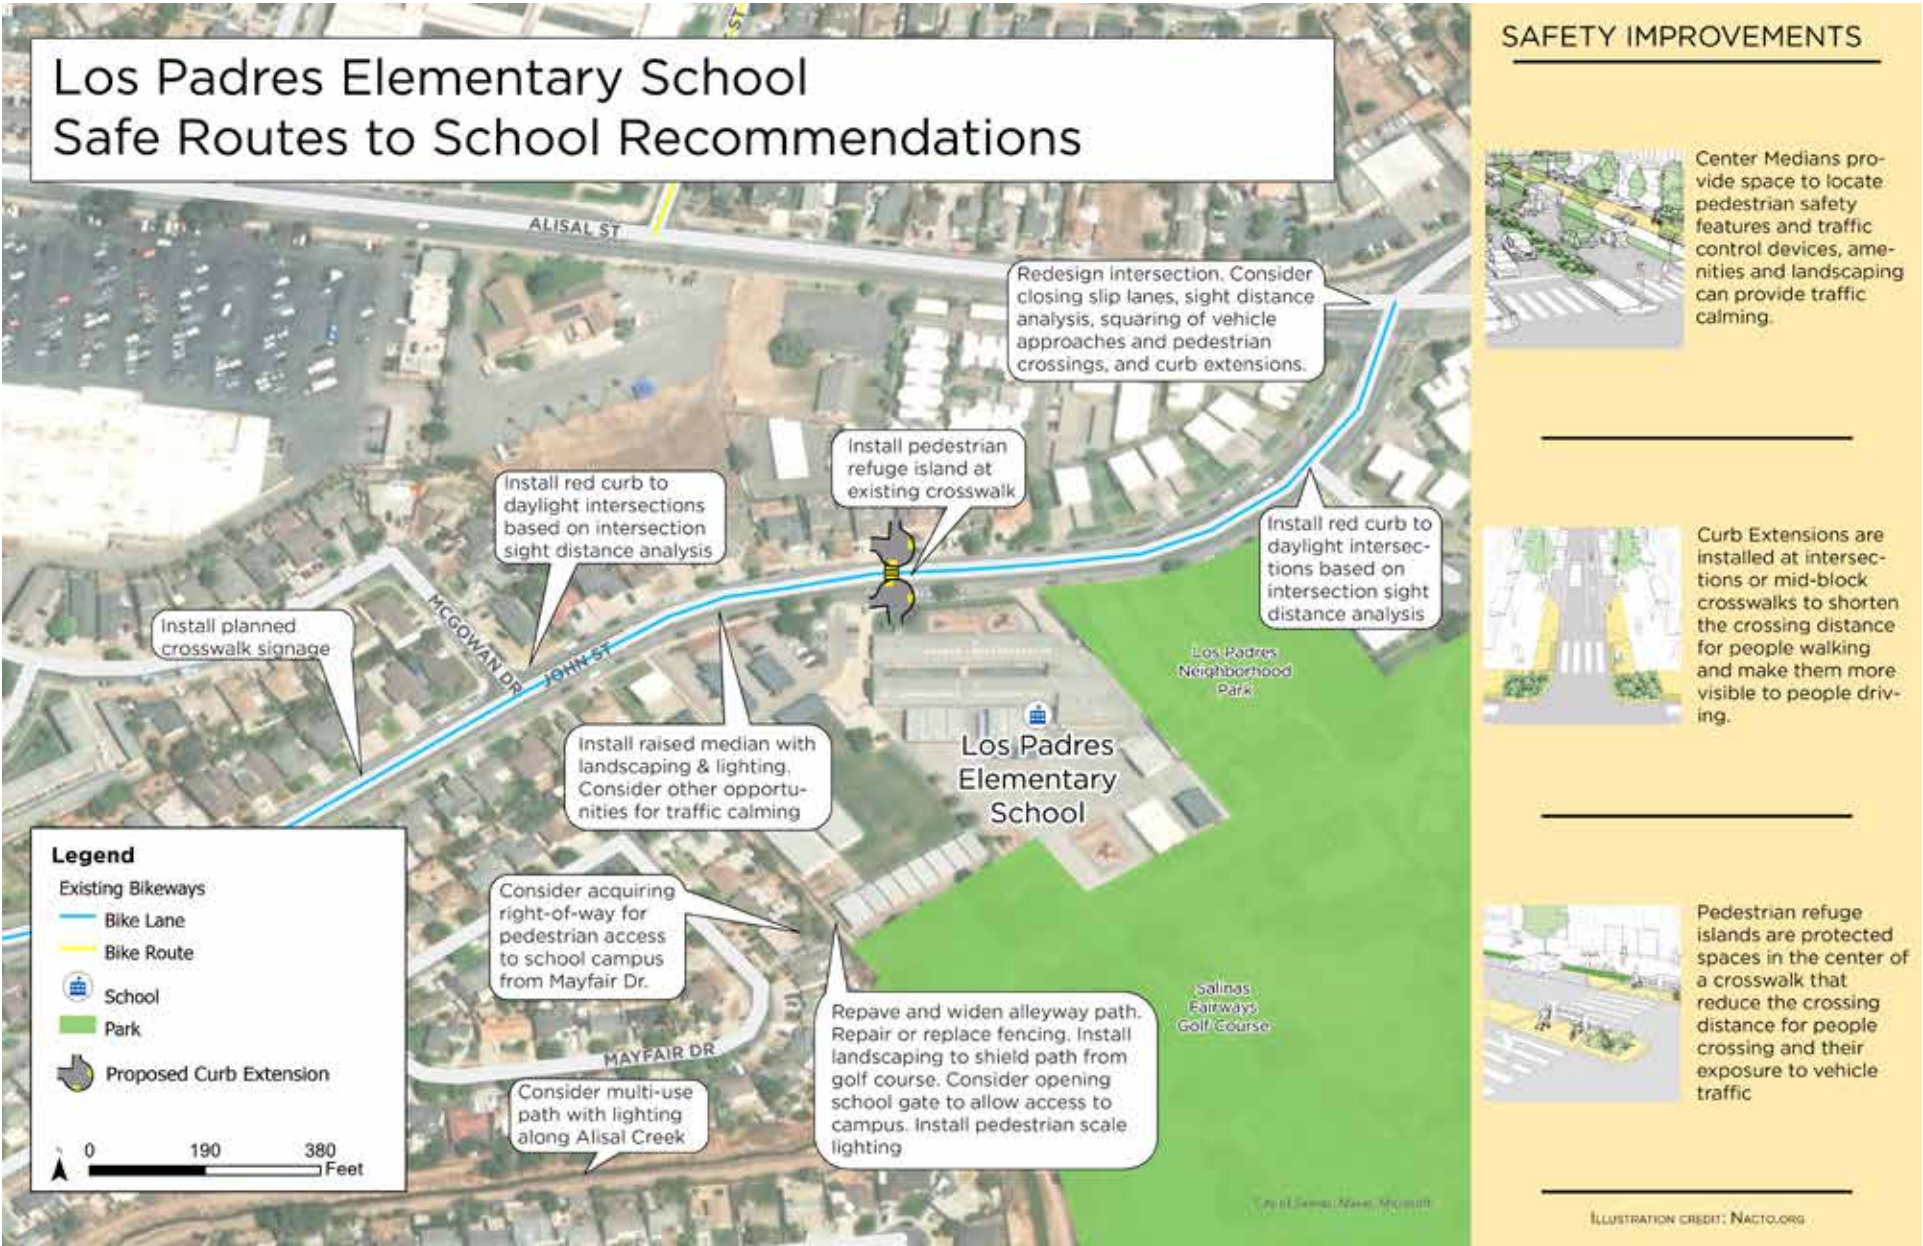 Los Padres Elementary School
Safe Routes to School Recommendations
ST
ALISAL ST
Redesign intersection. Consider
closing slip lanes, sight distance
analysis, squaring of vehicle
approaches and pedestrian
crossings, and curb extensions.
Install pedestrian
refuge island at
existing crosswalk
Install red curb to
daylight intersections
based on intersection
sight distance analysis
Install red curb to
daylight intersec-
tions based on
intersection sight
distance analysis
Install planned
crosswalk signage
MCGOWAN DR
JOHN ST
Los Padres
Neighborhood
Park
Install raised median with
landscaping & lighting.
Consider other opportu-
nities for traffic calming
Los Padres
Elementary
School
Consider acquiring
right-of-way for
pedestrian access
to school campus
from Mayfair Dr.
Repave and widen alleyway path.
Repair or replace fencing. Install
landscaping to shield path from
golf course. Consider opening
school gate to allow access to
campus. Install pedestrian scale
lighting
Salinas
Fairways
Golf Course
MAYFAIR DR
Consider multi-use
path with lighting
along Alisal Creek
Legend
Existing Bikeways
Bike Lane
Bike Route
School
Park
Proposed Curb Extension
0 190 380
Feet
SAFETY IMPROVEMENTS
Center Medians pro-
vide space to locate
pedestrian safety
features and traffic
control devices, ame-
nities and landscaping
can provide traffic
calming.
Curb Extensions are
installed at intersec-
tions or mid-block
crosswalks to shorten
the crossing distance
for people walking
and make them more
visible to people driv-
ing.
Pedestrian refuge
islands are protected
spaces in the center of
a crosswalk that
reduce the crossing
distance for people
crossing and their
exposure to vehicle
traffic
ILLUSTRATION CREDIT: NACTO.ORG